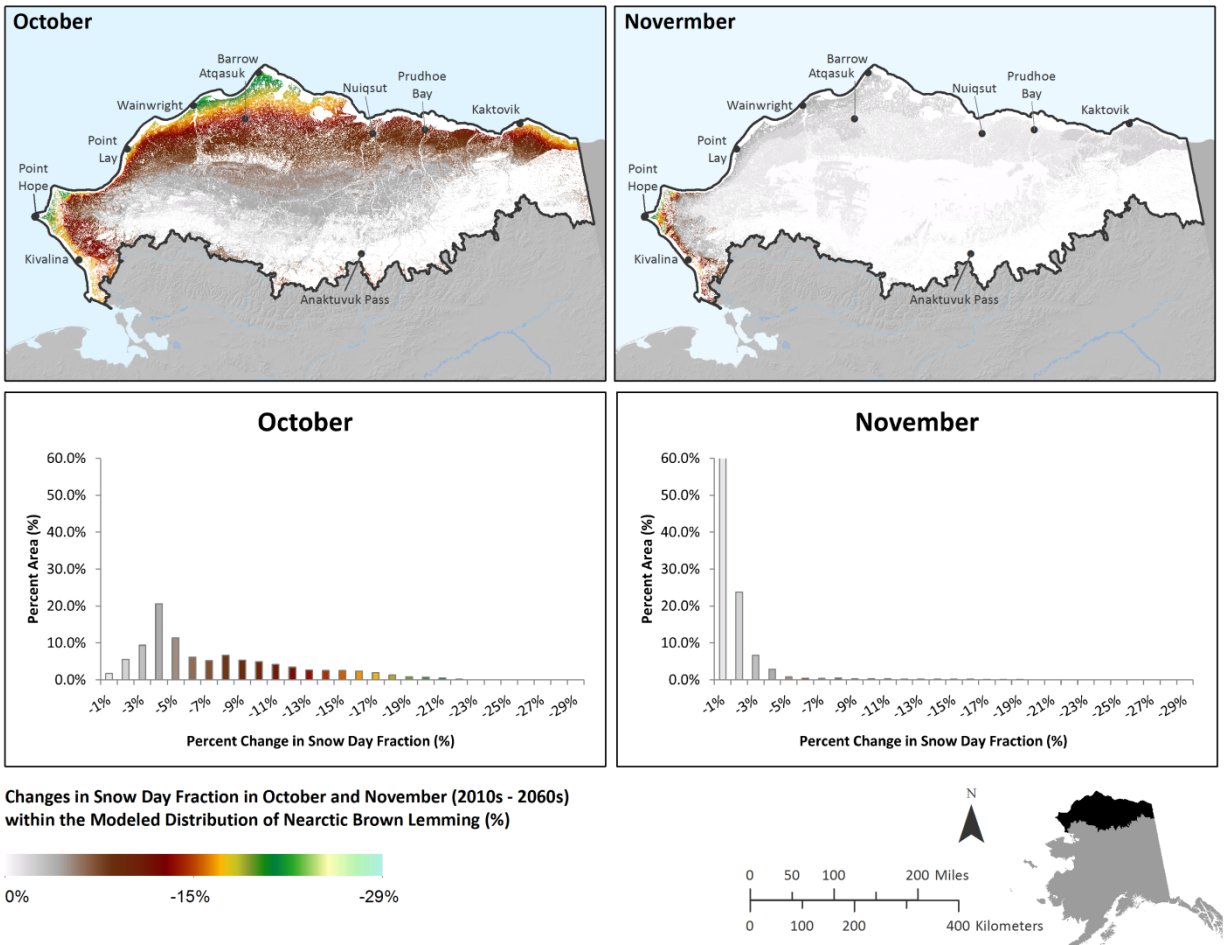 October
Barrow
Atqasuk
Wainwright
Nuiqsut
Prudhoe
Bay
Kaktovik
Point
Lay
Point
Hope
Kivalina
Anaktuvuk Pass
Novermber
Barrow
Atqasuk
Wainwright
Nuiqsut
Prudhoe
Bay
Kaktovik
Point
Lay
Point
Hope
Kivalina
Anaktuvuk Pass
October
Percent Area (%)
60.0%
50.0%
40.0%
30.0%
20.0%
10.0%
0.0%
-1% -3% -5% -7% -9% -11% -13% -15% -17% -19% -21% -23% -25% -27% -29%
Percent Change in Snow Day Fraction (%)
November
Percent Area (%)
60.0%
50.0%
40.0%
30.0%
20.0%
10.0%
0.0%
-1% -3% -5% -7% -9% -11% -13% -15% -17% -19% -21% -23% -25% -27% -29%
Percent Change in Snow Day Fraction (%)
Changes in Snow Day Fraction in October and November (2010s - 2060s)
within the Modeled Distribution of Nearctic Brown Lemming (%)
0% -15% -29%
N
0 50 100 200 Miles
0 100 200 400 Kilometers